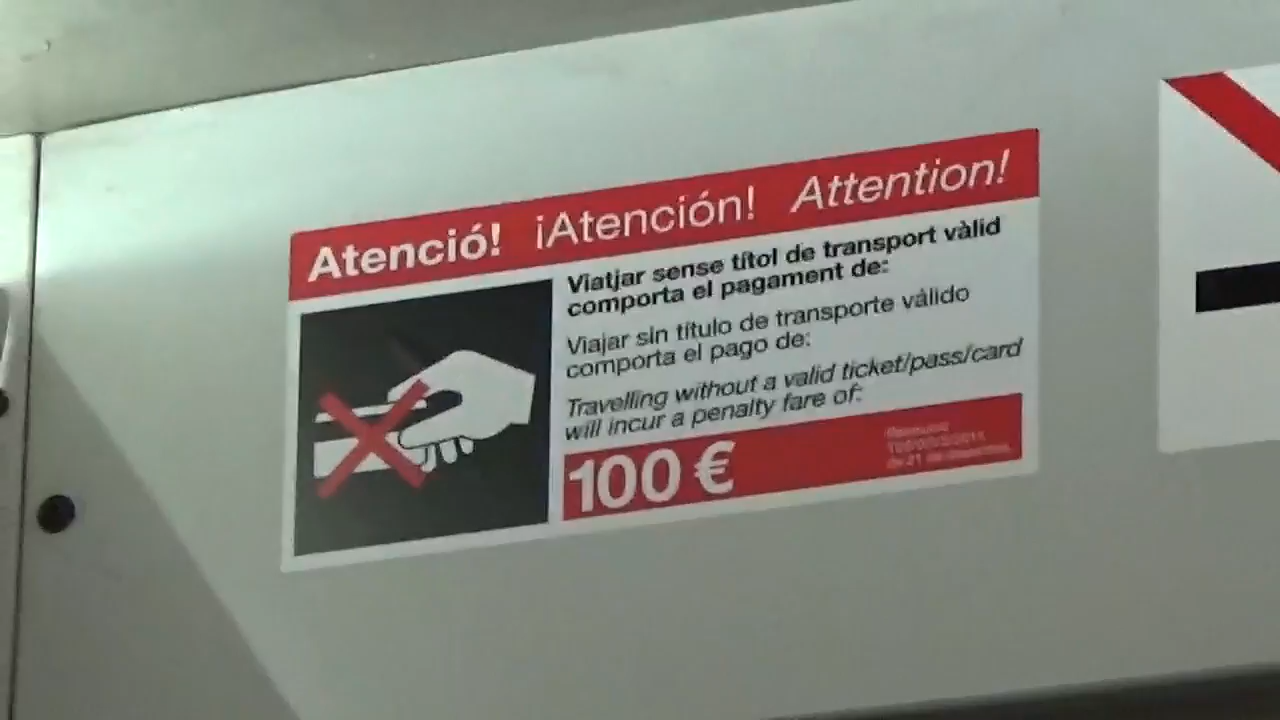 Atenció! ¡Atención! Attention!
Viatjar sense títol de transport vàlid
comporta el pagament de:
Viajar sin título de transporte válido
comporta el pago de:
Travelling without a valid ticket/pass/card
will incur a penalty fare of:
100 €